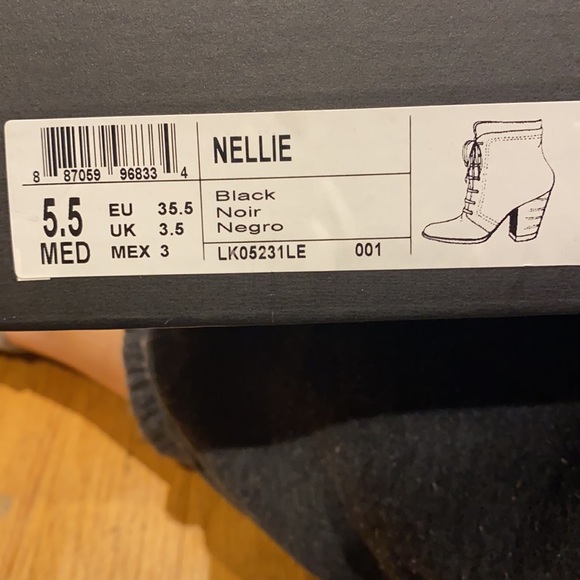 8 87059 96833 4
NELLIE
5.5 MED
EU 35.5
UK 3.5
MEX 3
Black
Noir
Negro
LK05231LE 001